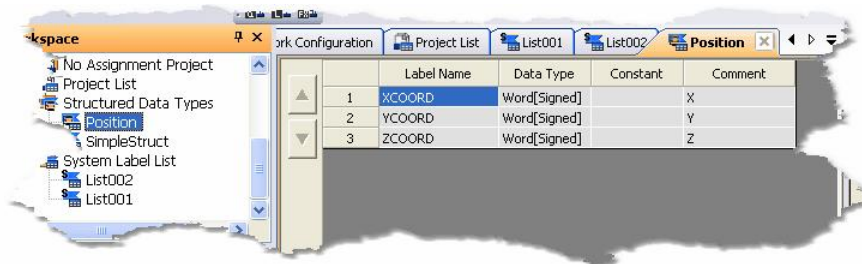 kspace
ork Configuration
Project List
List001
List002
Position
No Assignment Project
Project List
Structured Data Types
Position
SimpleStruct
System Label List
List002
List001
Label Name Data Type Constant Comment
1 XCOORD Word[Signed] X
2 YCOORD Word[Signed] Y
3 ZCOORD Word[Signed] Z